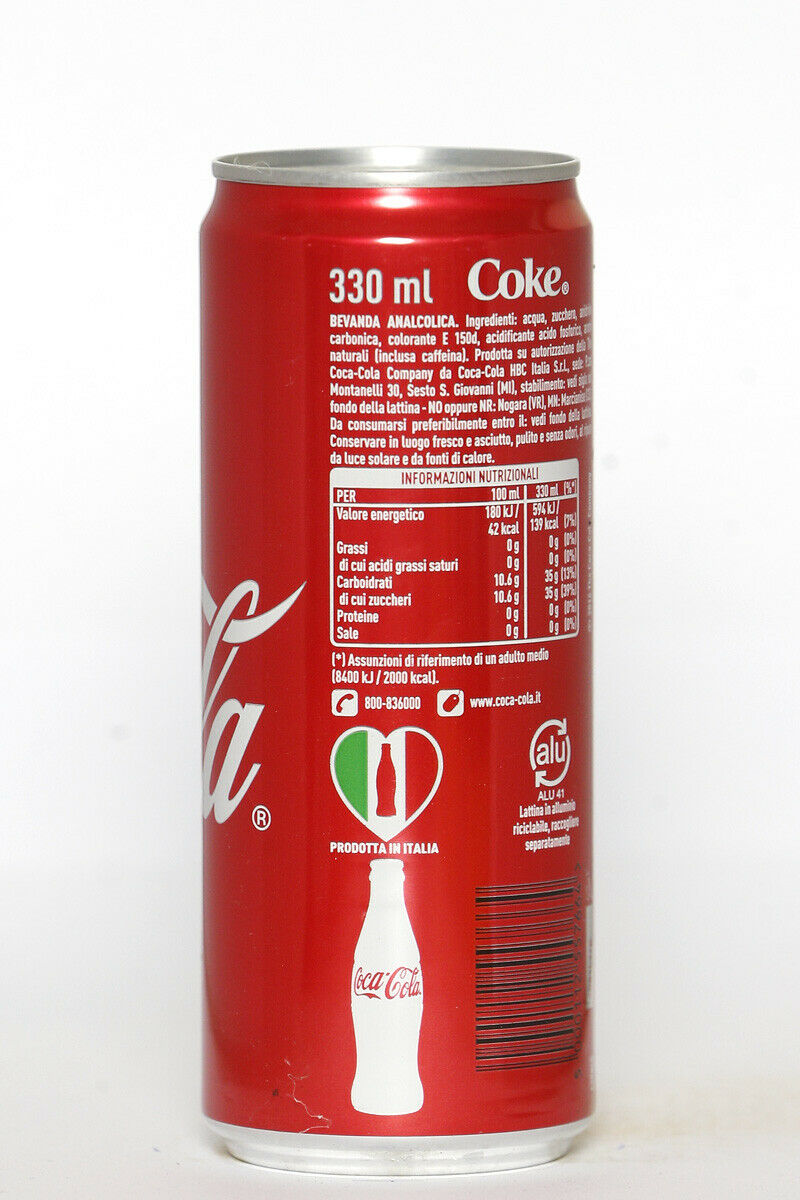 330 ml Coke®
BEVANDA ANALCOLICA. Ingredienti: acqua, zucchero,
carbonica, colorante E 150d, acidificante acido fosforico,
naturali (inclusa caffeina). Prodotta su autorizzazione della
Coca-Cola Company da Coca-Cola HBC Italia S.r.l., sede:
Montanelli 30, Sesto S. Giovanni (MI), stabilimento: vedi
fondo della lattina - NO oppure NR: Nogara (VR), MN:
Da consumarsi preferibilmente entro il: vedi fondo della
Conservare in luogo fresco e asciutto, pulito e senza odori,
da luce solare e da fonti di calore.
INFORMAZIONI NUTRIZIONALI
PER 100 ml 330 ml (%*)
Valore energetico 180 kJ / 594 kJ /
42 kcal 139 kcal (7%)
Grassi 0 g 0 g (0%)
di cui acidi grassi saturi 0 g 0 g (0%)
Carboidrati 10.6 g 35 g (13%)
di cui zuccheri 10.6 g 35 g (39%)
Proteine 0 g 0 g (0%)
Sale 0 g 0 g (0%)
(*) Assunzioni di riferimento di un adulto medio
(8400 kJ / 2000 kcal).
800-836000 www.coca-cola.it
la®
alu
ALU 41
Lattina in alluminio
riciclabile, raccogliere
separatamente
PRODOTTA IN ITALIA
Coca-Cola